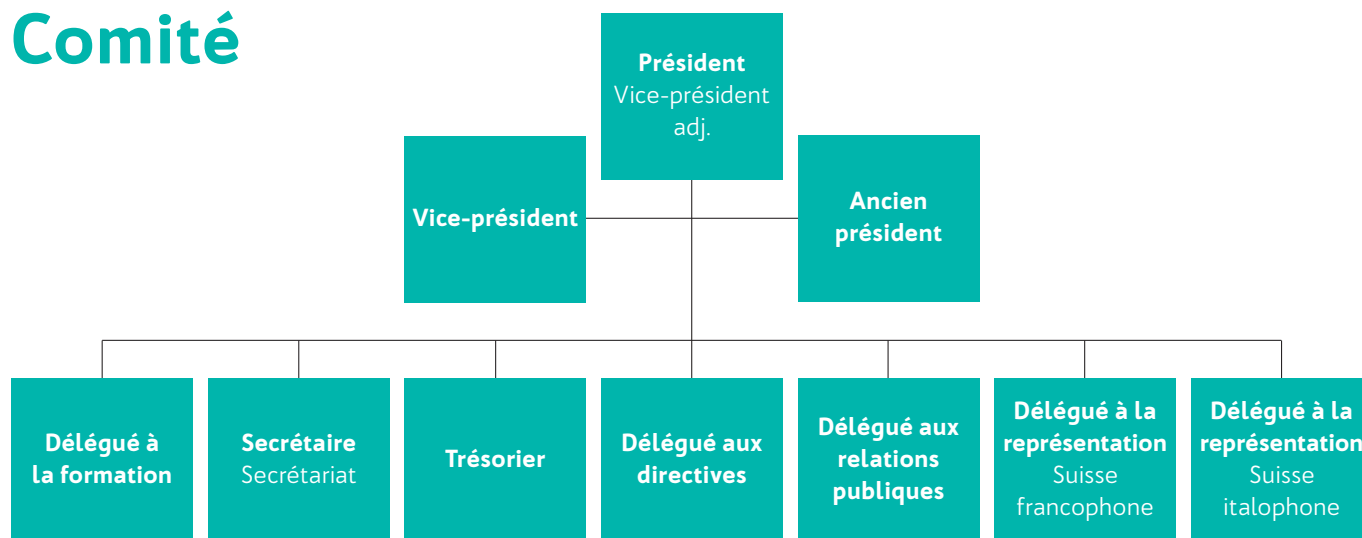 Comité
Président
Vice-président
adj.
Vice-président
Ancien
président
Délégué à
la formation
Secrétaire
Secrétariat
Trésorier
Délégué aux
directives
Délégué aux
relations
publiques
Délégué à la
représentation
Suisse
francophone
Délégué à la
représentation
Suisse
italophone